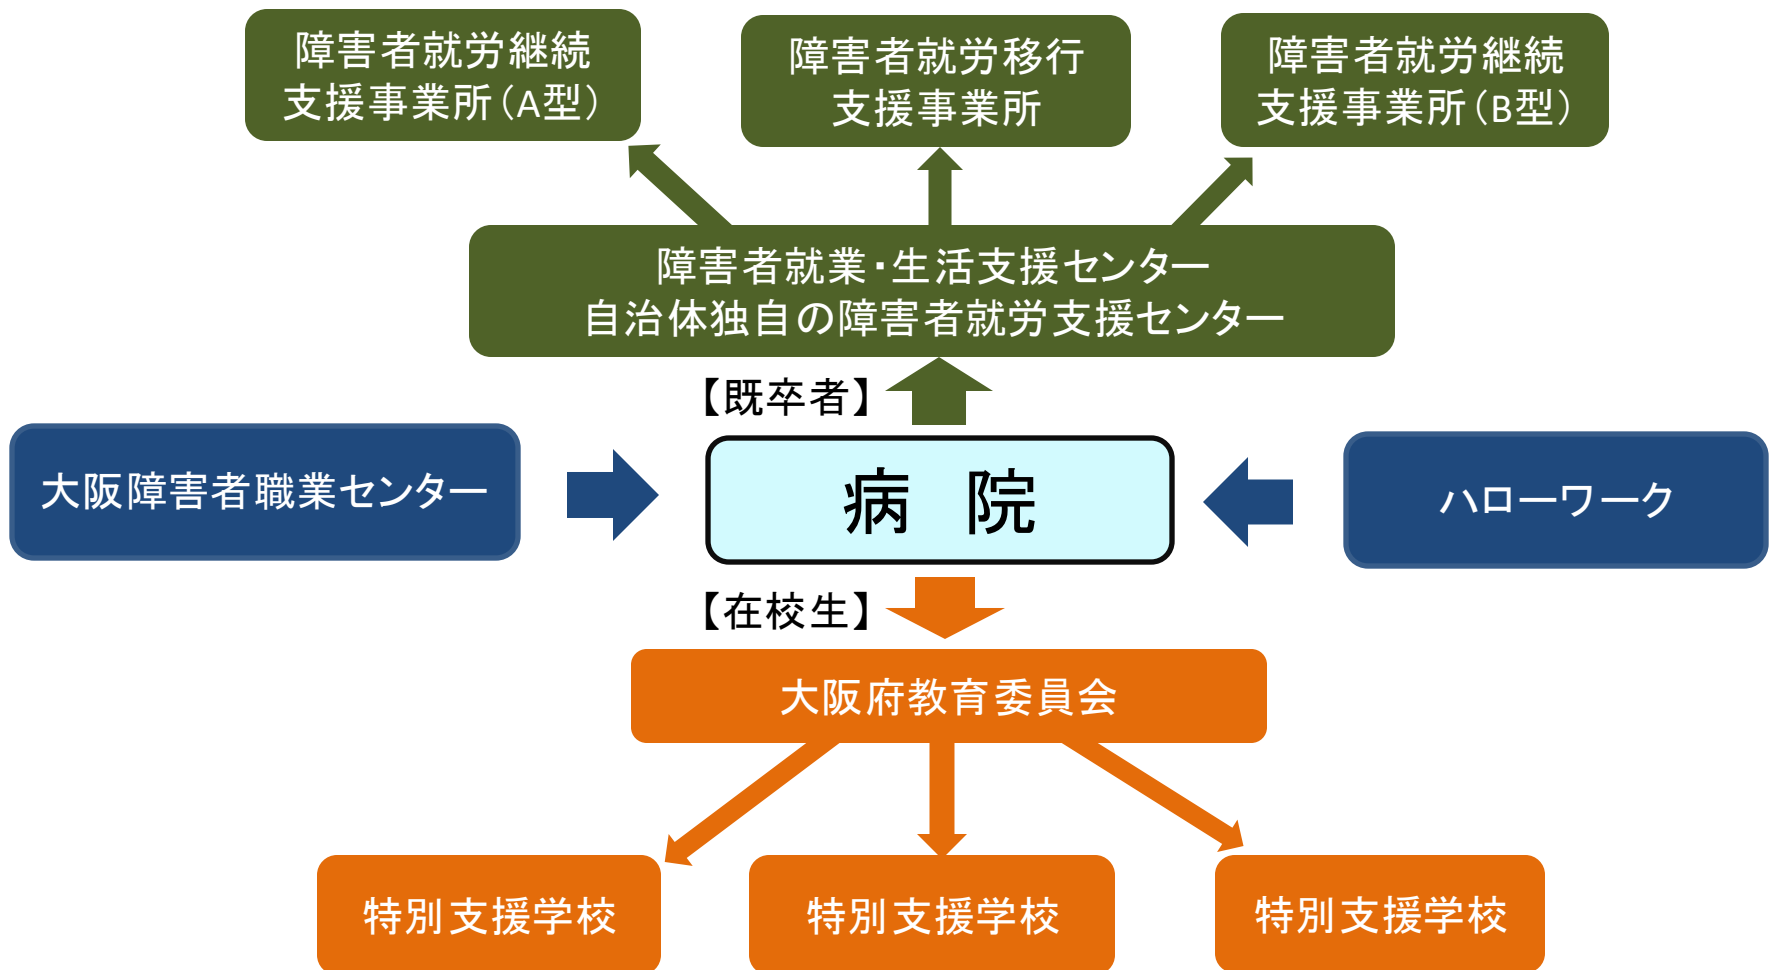 障害者就労継続
支援事業所（A型）
障害者就労移行
支援事業所
障害者就労継続
支援事業所（B型）
障害者就業・生活支援センター
自治体独自の障害者就労支援センター
【既卒者】
大阪障害者職業センター
病　院
ハローワーク
【在校生】
大阪府教育委員会
特別支援学校
特別支援学校
特別支援学校